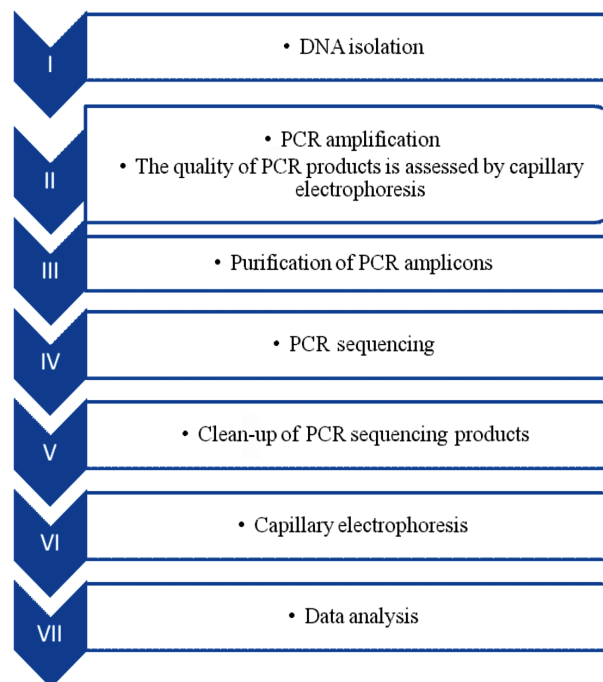 I
• DNA isolation
II
• PCR amplification
• The quality of PCR products is assessed by capillary
electrophoresis
III
• Purification of PCR amplicons
IV
• PCR sequencing
V
• Clean-up of PCR sequencing products
VI
• Capillary electrophoresis
VII
• Data analysis